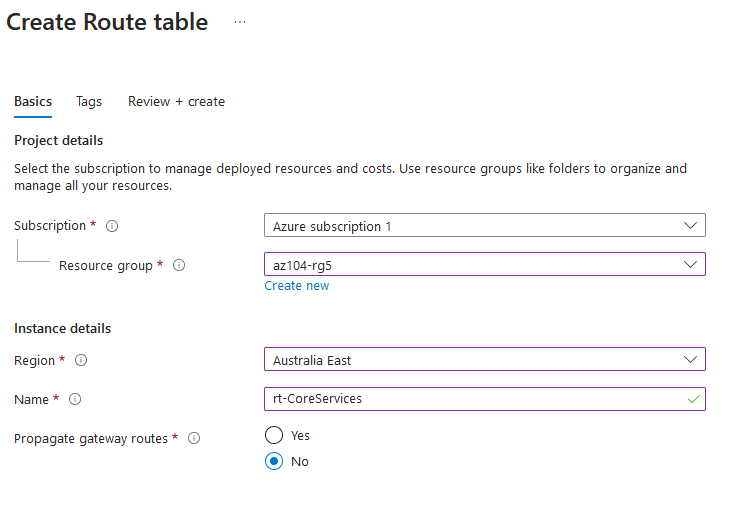 Create Route table ...
Basics Tags Review + create
Project details
Select the subscription to manage deployed resources and costs. Use resource groups like folders to organize and
manage all your resources.
Subscription * Azure subscription 1
Resource group * az104-rg5
Create new
Instance details
Region * Australia East
Name * rt-CoreServices
Propagate gateway routes * Yes
No